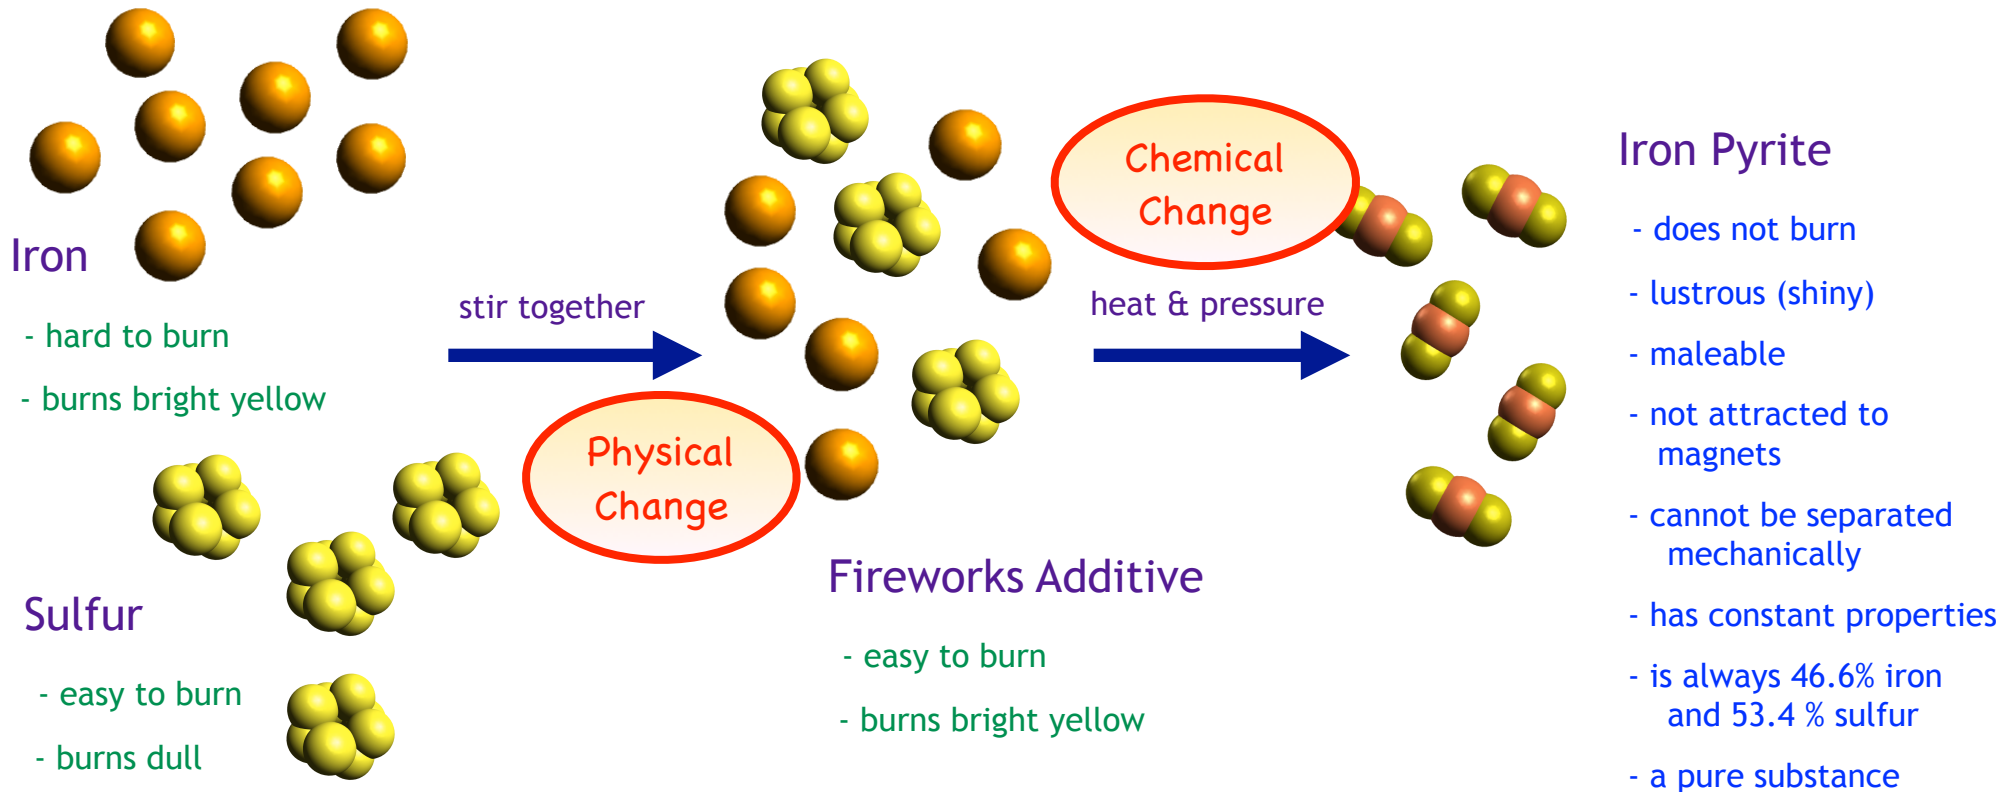 Iron
- hard to burn
- burns bright yellow
Sulfur
- easy to burn
- burns dull
stir together
Physical
Change
Fireworks Additive
- easy to burn
- burns bright yellow
Chemical
Change
heat & pressure
Iron Pyrite
- does not burn
- lustrous (shiny)
- maleable
- not attracted to
magnets
- cannot be separated
mechanically
- has constant properties
- is always 46.6% iron
and 53.4 % sulfur
- a pure substance